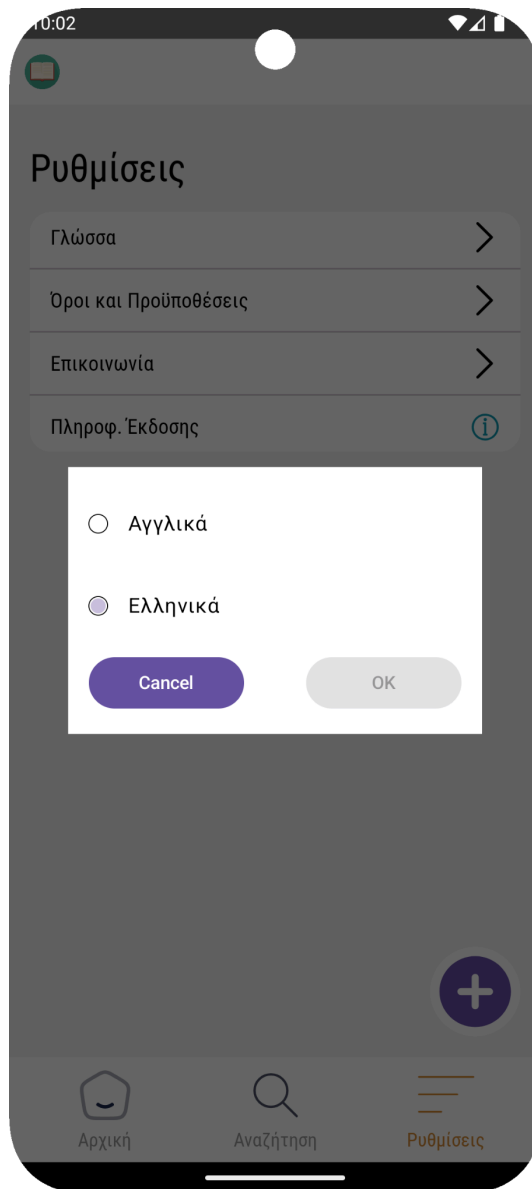 10:02
Ρυθμίσεις
Γλώσσα
Όροι και Προϋποθέσεις
Επικοινωνία
Πληροφ. Έκδοσης
Αγγλικά
Ελληνικά
Cancel OK
Αρχική Αναζήτηση Ρυθμίσεις